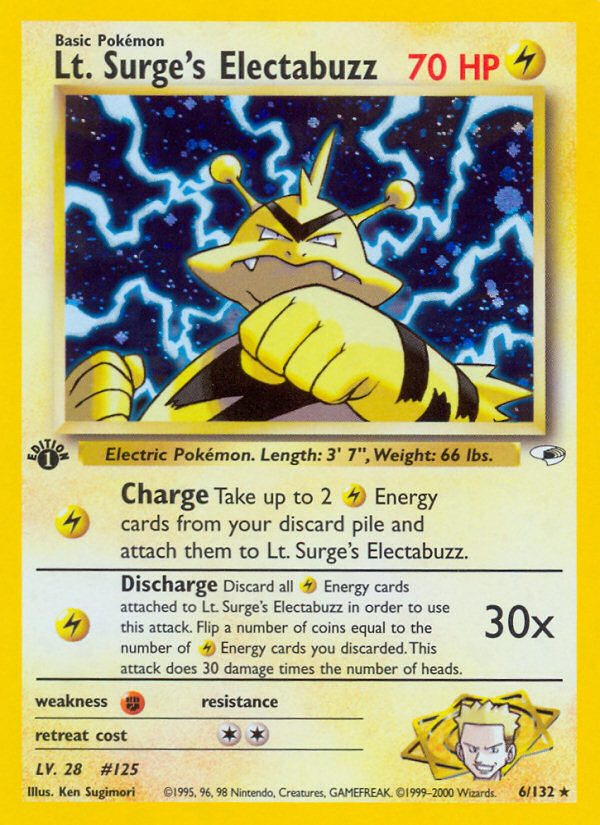 Basic Pokémon
Lt. Surge's Electabuzz 70 HP
EDITION
1
Electric Pokémon. Length: 3' 7", Weight: 66 lbs.
Charge Take up to 2 Energy
cards from your discard pile and
attach them to Lt. Surge's Electabuzz.
Discharge Discard all Energy cards
attached to Lt. Surge's Electabuzz in order to use
this attack. Flip a number of coins equal to the
number of Energy cards you discarded. This
attack does 30 damage times the number of heads.
30x
weakness resistance
retreat cost
LV. 28 #125
Illus. Ken Sugimori ©1995, 96, 98 Nintendo, Creatures, GAMEFREAK. ©1999-2000 Wizards. 6/132 ★